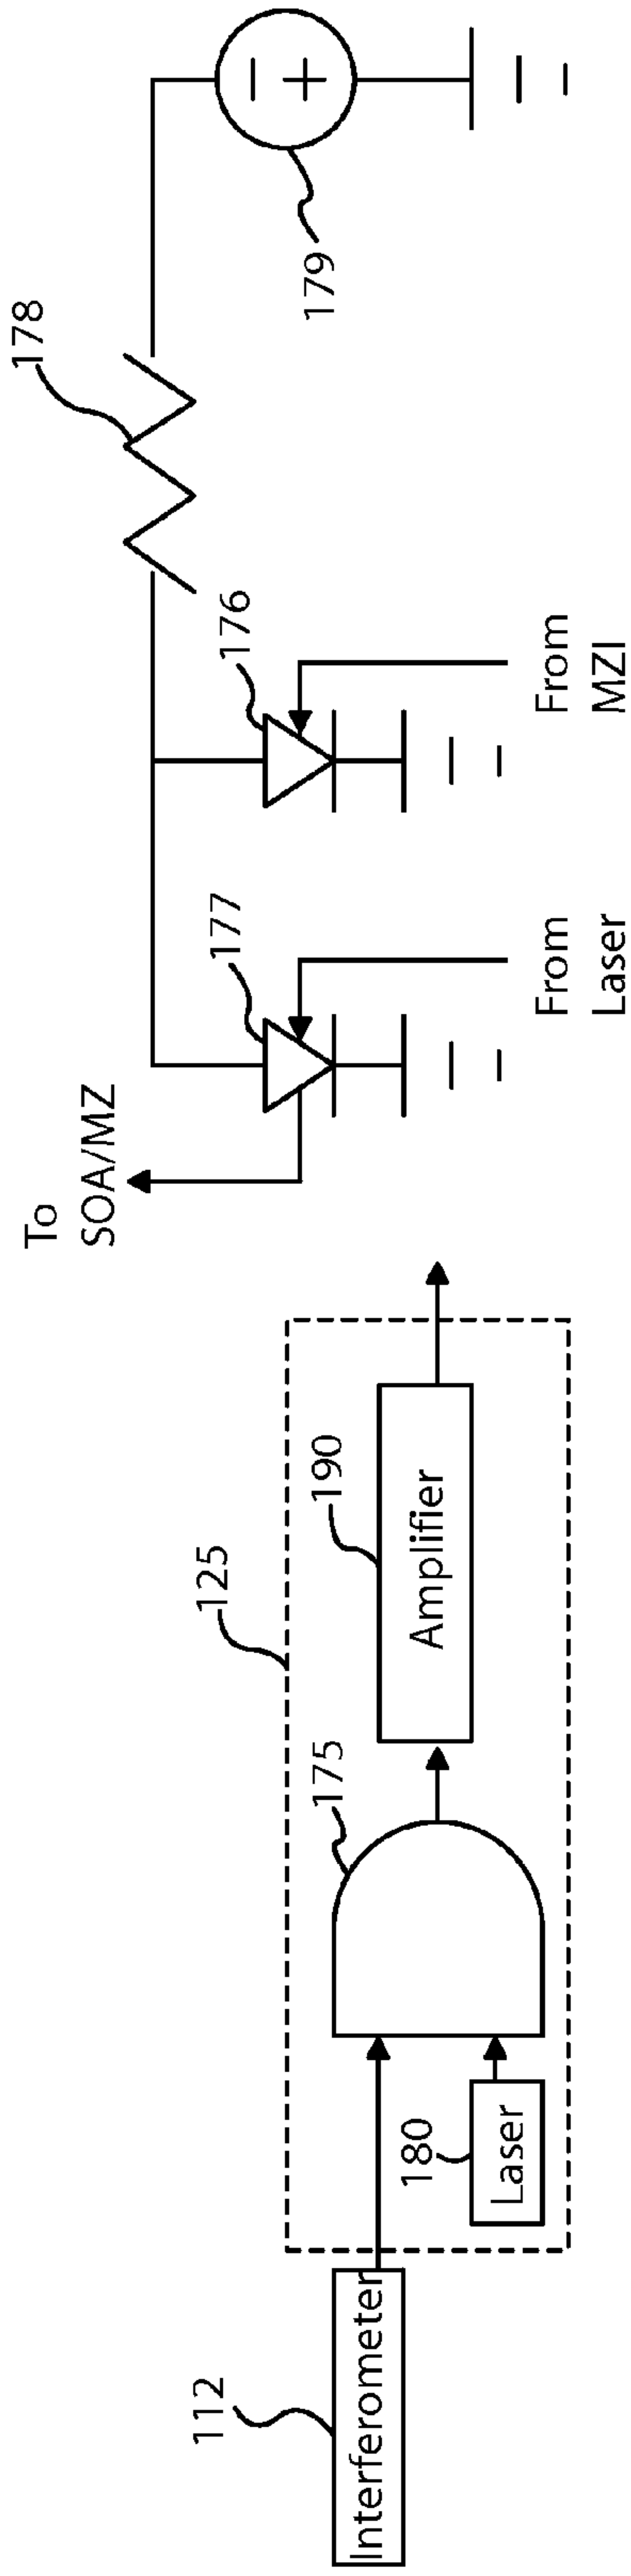 112
Interferometer
125
180
Laser
175
190
Amplifier
To
SOA/MZ
177
From
Laser
176
From
MZI
178
179